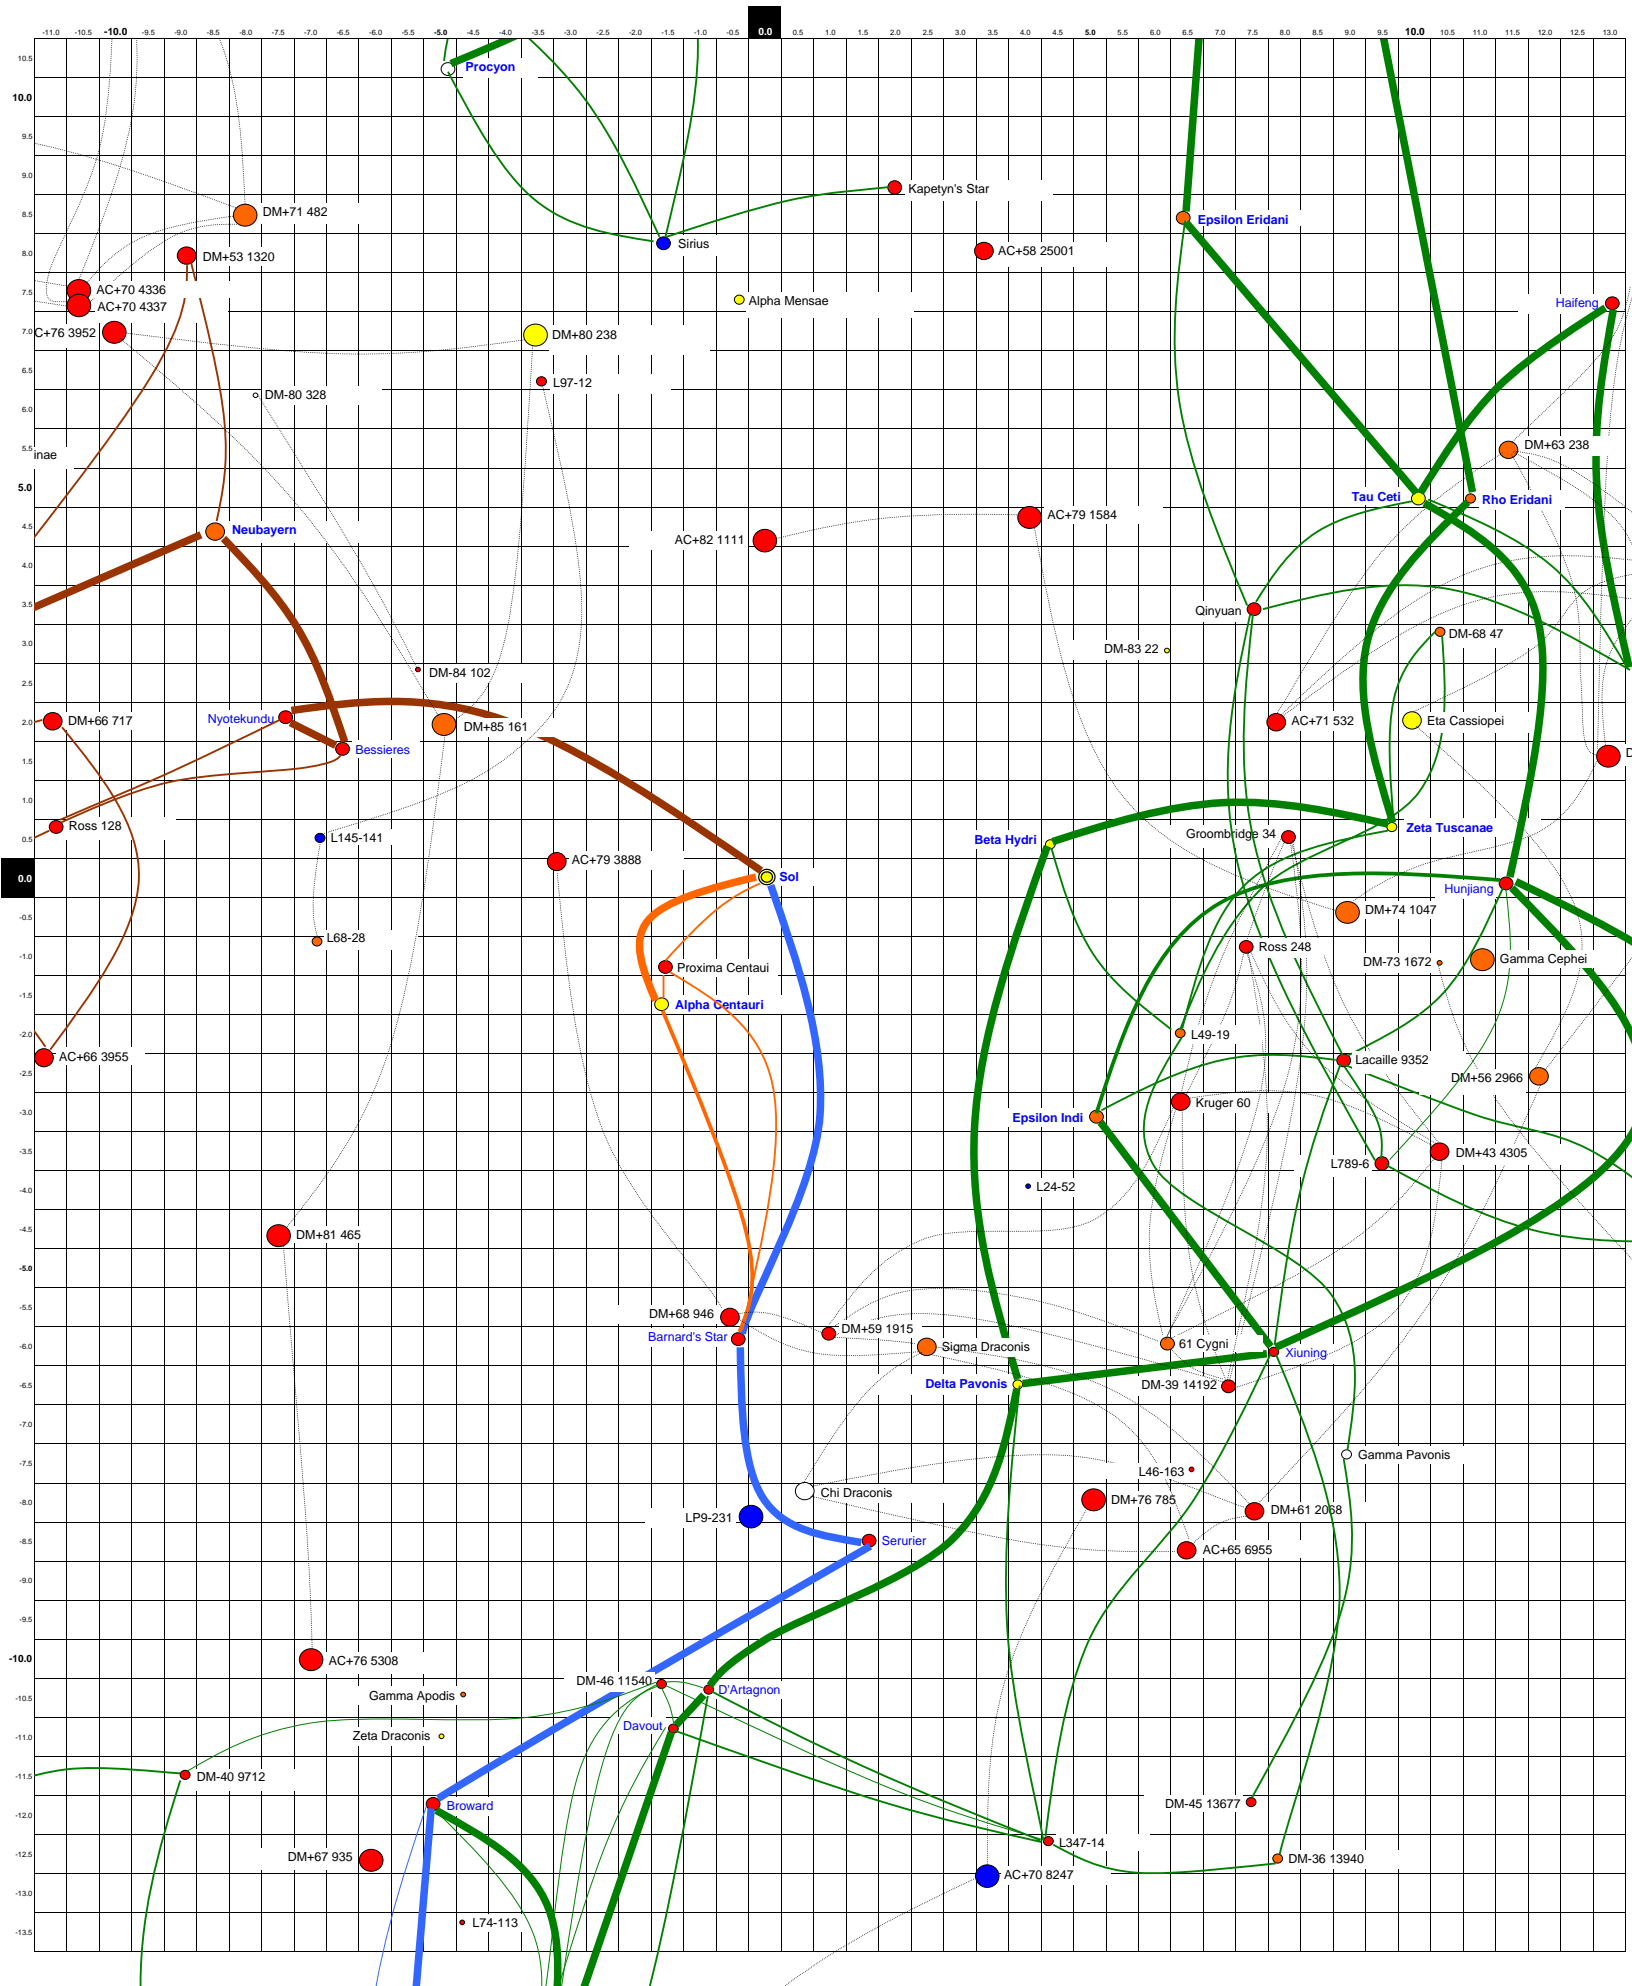 -11.0 -10.5 -10.0 -9.5 -9.0 -8.5 -8.0 -7.5 -7.0 -6.5 -6.5 -5.5 -5.0 -4.5 -4.0 -3.5 -3.0 -2.5 -2.0 -1.5 -1.0 -0.5 0.0 0.5 1.0 1.5 2.0 2.5 3.0 3.5 4.0 4.5 5.0 5.5 6.0 6.5 7.0 7.5 8.0 8.5 9.0 9.5 10.0 10.5 11.0 11.5 12.0 12.5 13.0
10.5
Procyon
10.0
9.5
9.0
Kapetyn's Star
8.5
DM+71 482
Epsilon Eridani
8.0
DM+53 1320
Sirius
AC+58 25001
7.5
AC+70 4336
Alpha Mensae
Haifeng
AC+70 4337
7.0
C+76 3952
DM+80 238
6.5
L97-12
6.0
DM-80 328
5.5
inae
DM+63 238
5.0
Tau Ceti
Rho Eridani
4.5
Neubayern
AC+82 1111
AC+79 1584
4.0
3.5
Qinyuan
3.0
DM-83 22
DM-68 47
2.5
DM-84 102
2.0
DM+66 717
Nyotekundu
DM+85 161
AC+71 532
Eta Cassiopei
1.5
Bessieres
D
1.0
Ross 128
0.5
L145-141
Beta Hydri
Groombridge 34
Zeta Tuscanae
0.0
AC+79 3888
Sol
Hunjiang
-0.5
DM+74 1047
L68-28
Ross 248
-1.0
Proxima Centaui
DM-73 1672
Gamma Cephei
-1.5
Alpha Centauri
-2.0
L49-19
AC+66 3955
Lacaille 9352
-2.5
DM+56 2966
-3.0
Epsilon Indi
Kruger 60
-3.5
L789-6
DM+43 4305
-4.0
L24-52
-4.5
DM+81 465
-5.0
-5.5
DM+68 946
Barnard's Star
DM+59 1915
-6.0
Sigma Draconis
61 Cygni
Xiuning
-6.5
Delta Pavonis
DM-39 14192
-7.0
-7.5
Gamma Pavonis
L46-163
-8.0
Chi Draconis
DM+76 785
DM+61 2068
LP9-231
-8.5
Serurier
AC+65 6955
-9.0
-9.5
-10.0
AC+76 5308
DM-46 11540
-10.5
Gamma Apodis
D'Artagnon
-11.0
Zeta Draconis
Davout
-11.5
DM-40 9712
-12.0
Broward
DM-45 13677
-12.5
DM+67 935
L347-14
DM-36 13940
-13.0
AC+70 8247
-13.5
L74-113